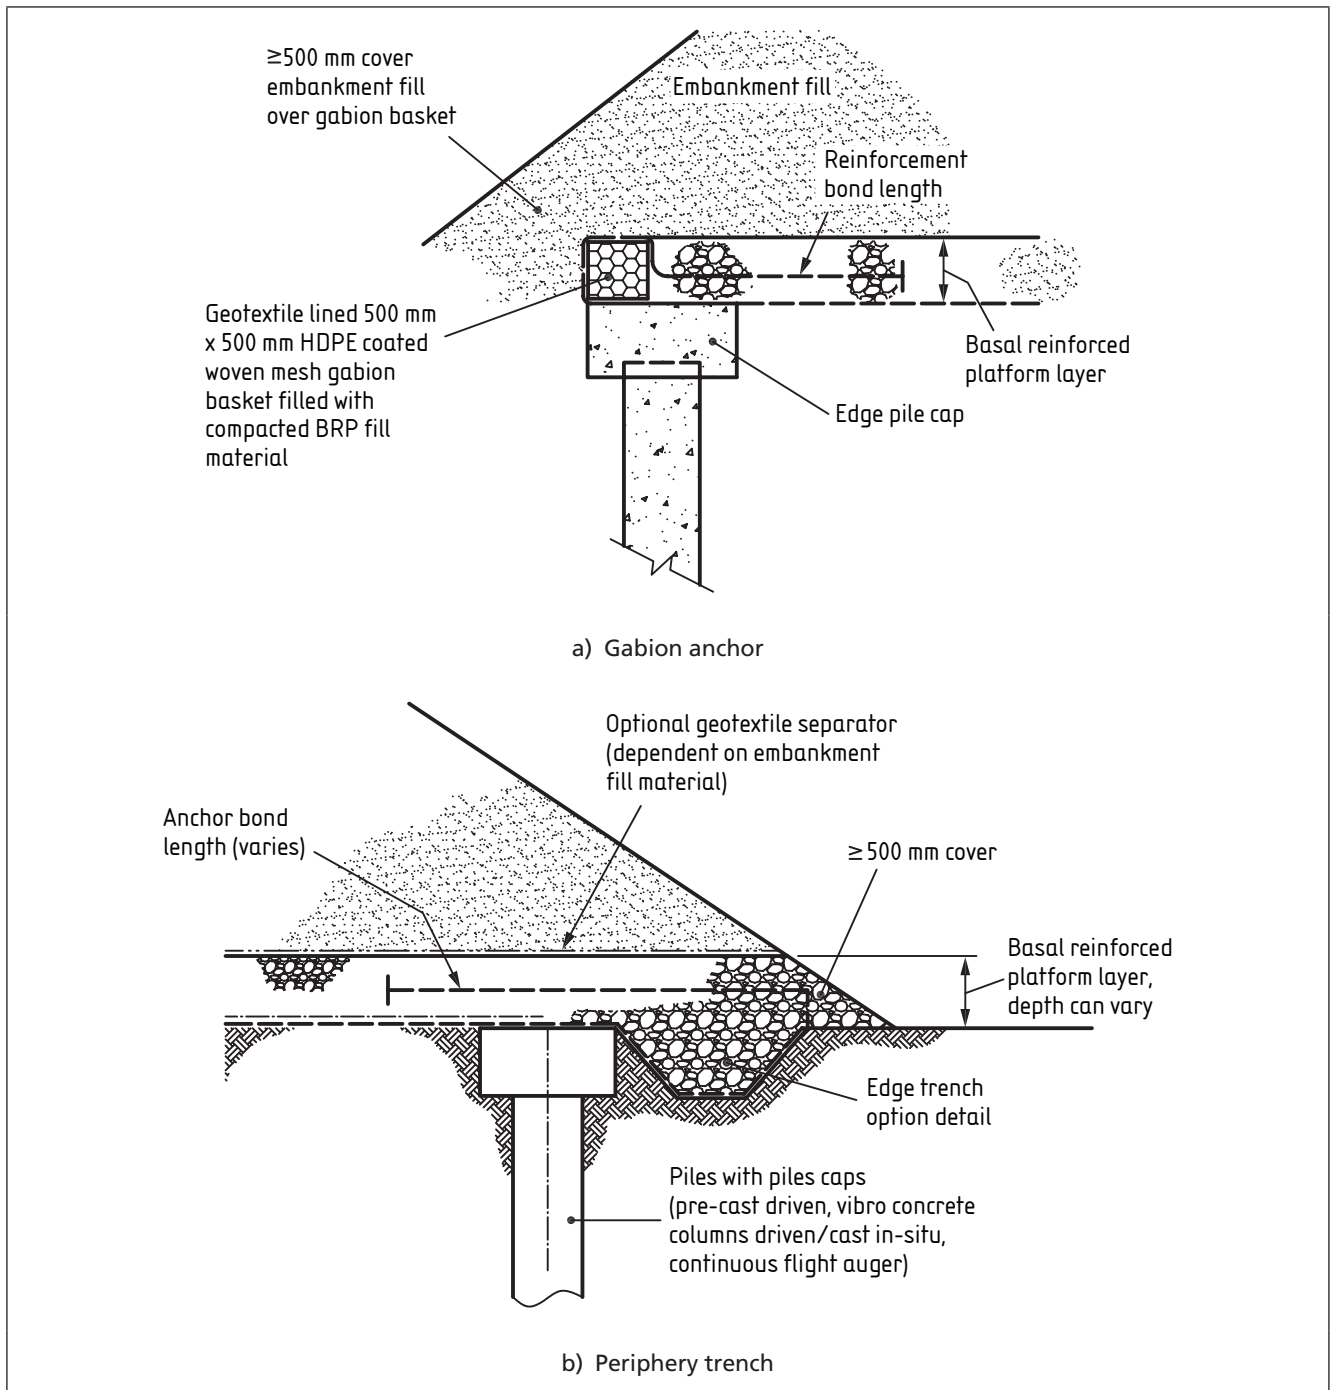 ≥500 mm cover
embankment fill
over gabion basket
Embankment fill
Reinforcement
bond length
Geotextile lined 500 mm
x 500 mm HDPE coated
woven mesh gabion
basket filled with
compacted BRP fill
material
Basal reinforced
platform layer
Edge pile cap
a) Gabion anchor
Optional geotextile separator
(dependent on embankment
fill material)
Anchor bond
length (varies)
≥500 mm cover
Basal reinforced
platform layer,
depth can vary
Edge trench
option detail
Piles with piles caps
(pre-cast driven, vibro concrete
columns driven/cast in-situ,
continuous flight auger)
b) Periphery trench